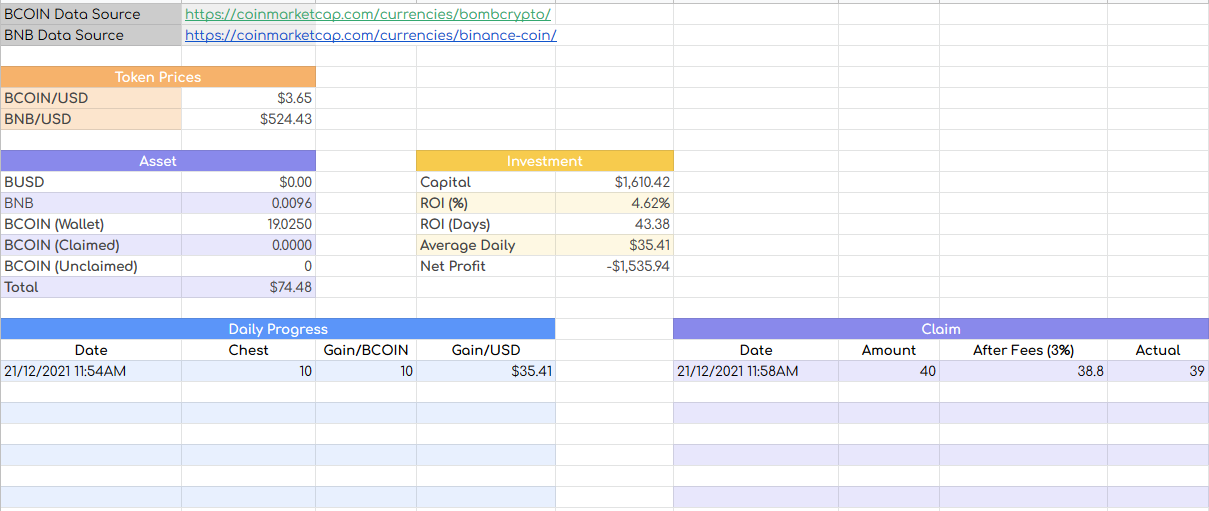 BCOIN Data Source https://coinmarketcap.com/currencies/bombcrypto/
BNB Data Source https://coinmarketcap.com/currencies/binance-coin/
Token Prices
BCOIN/USD $3.65
BNB/USD $524.43
Asset Investment
BUSD $0.00 Capital $1,610.42
BNB 0.0096 ROI (%) 4.62%
BCOIN (Wallet) 19.0250 ROI (Days) 43.38
BCOIN (Claimed) 0.0000 Average Daily $35.41
BCOIN (Unclaimed) 0 Net Profit -$1,535.94
Total $74.48
Daily Progress Claim
Date Chest Gain/BCOIN Gain/USD Date Amount After Fees (3%) Actual
21/12/2021 11:54AM 10 10 $35.41 21/12/2021 11:58AM 40 38.8 39